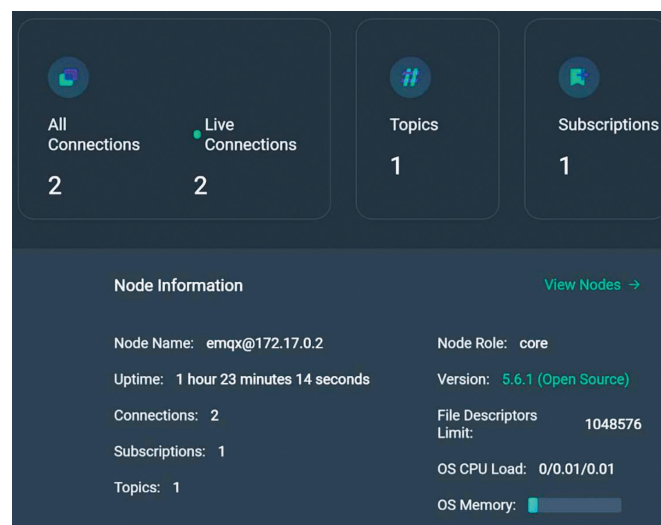 All
Connections
Live
Connections
2
2
Topics
1
Subscriptions
1
Node Information
View Nodes →
Node Name: emqx@172.17.0.2
Node Role: core
Uptime: 1 hour 23 minutes 14 seconds
Version: 5.6.1 (Open Source)
Connections: 2
File Descriptors
Limit:
1048576
Subscriptions: 1
OS CPU Load: 0/0.01/0.01
Topics: 1
OS Memory: